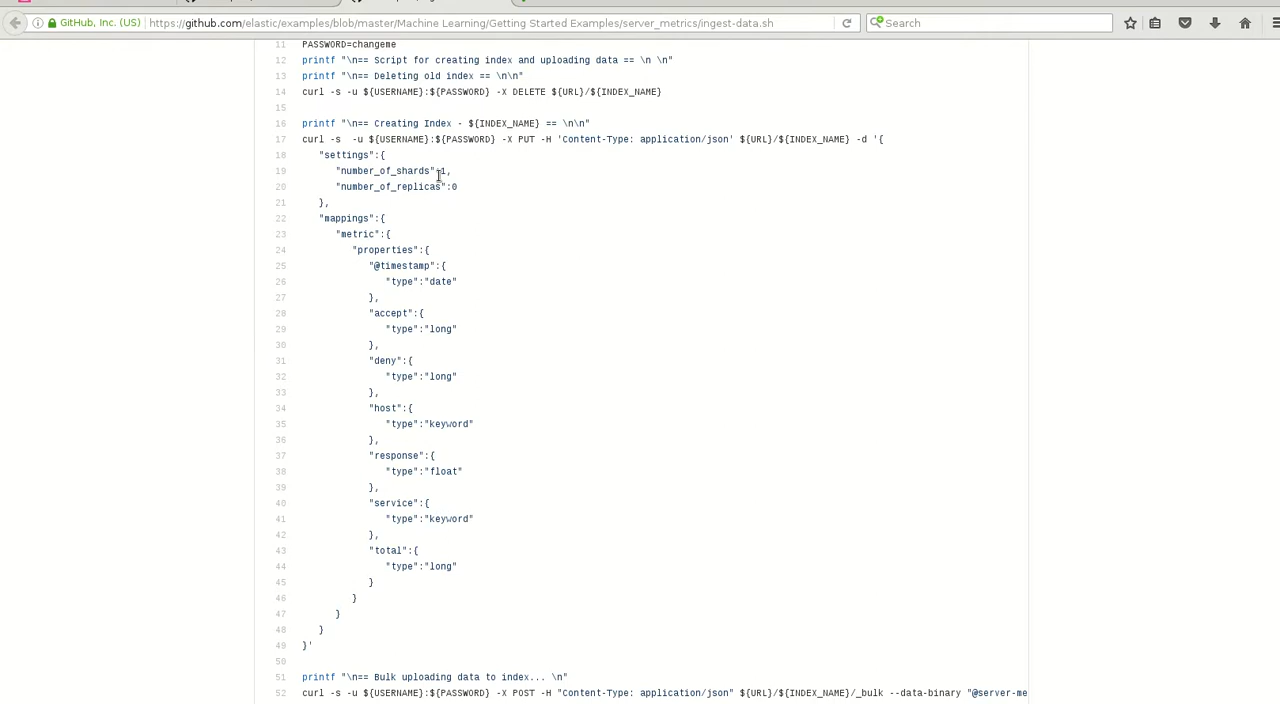 GitHub, Inc. (US) https://github.com/elastic/examples/blob/master/Machine Learning/Getting Started Examples/server_metrics/ingest-data.sh Search
11 PASSWORD=changeme
12 printf "\n== Script for creating index and uploading data == \n \n"
13 printf "\n== Deleting old index == \n\n"
14 curl -s -u ${USERNAME}:${PASSWORD} -X DELETE ${URL}/${INDEX_NAME}
15
16 printf "\n== Creating Index - ${INDEX_NAME} == \n\n"
17 curl -s  -u ${USERNAME}:${PASSWORD} -X PUT -H 'Content-Type: application/json' ${URL}/${INDEX_NAME} -d '{
18    "settings":{
19       "number_of_shards":1,
20       "number_of_replicas":0
21    },
22    "mappings":{
23       "metric":{
24          "properties":{
25             "@timestamp":{
26                "type":"date"
27             },
28             "accept":{
29                "type":"long"
30             },
31             "deny":{
32                "type":"long"
33             },
34             "host":{
35                "type":"keyword"
36             },
37             "response":{
38                "type":"float"
39             },
40             "service":{
41                "type":"keyword"
42             },
43             "total":{
44                "type":"long"
45             }
46          }
47       }
48    }
49 }'
50
51 printf "\n== Bulk uploading data to index... \n"
52 curl -s -u ${USERNAME}:${PASSWORD} -X POST -H "Content-Type: application/json" ${URL}/${INDEX_NAME}/_bulk --data-binary "@server-me